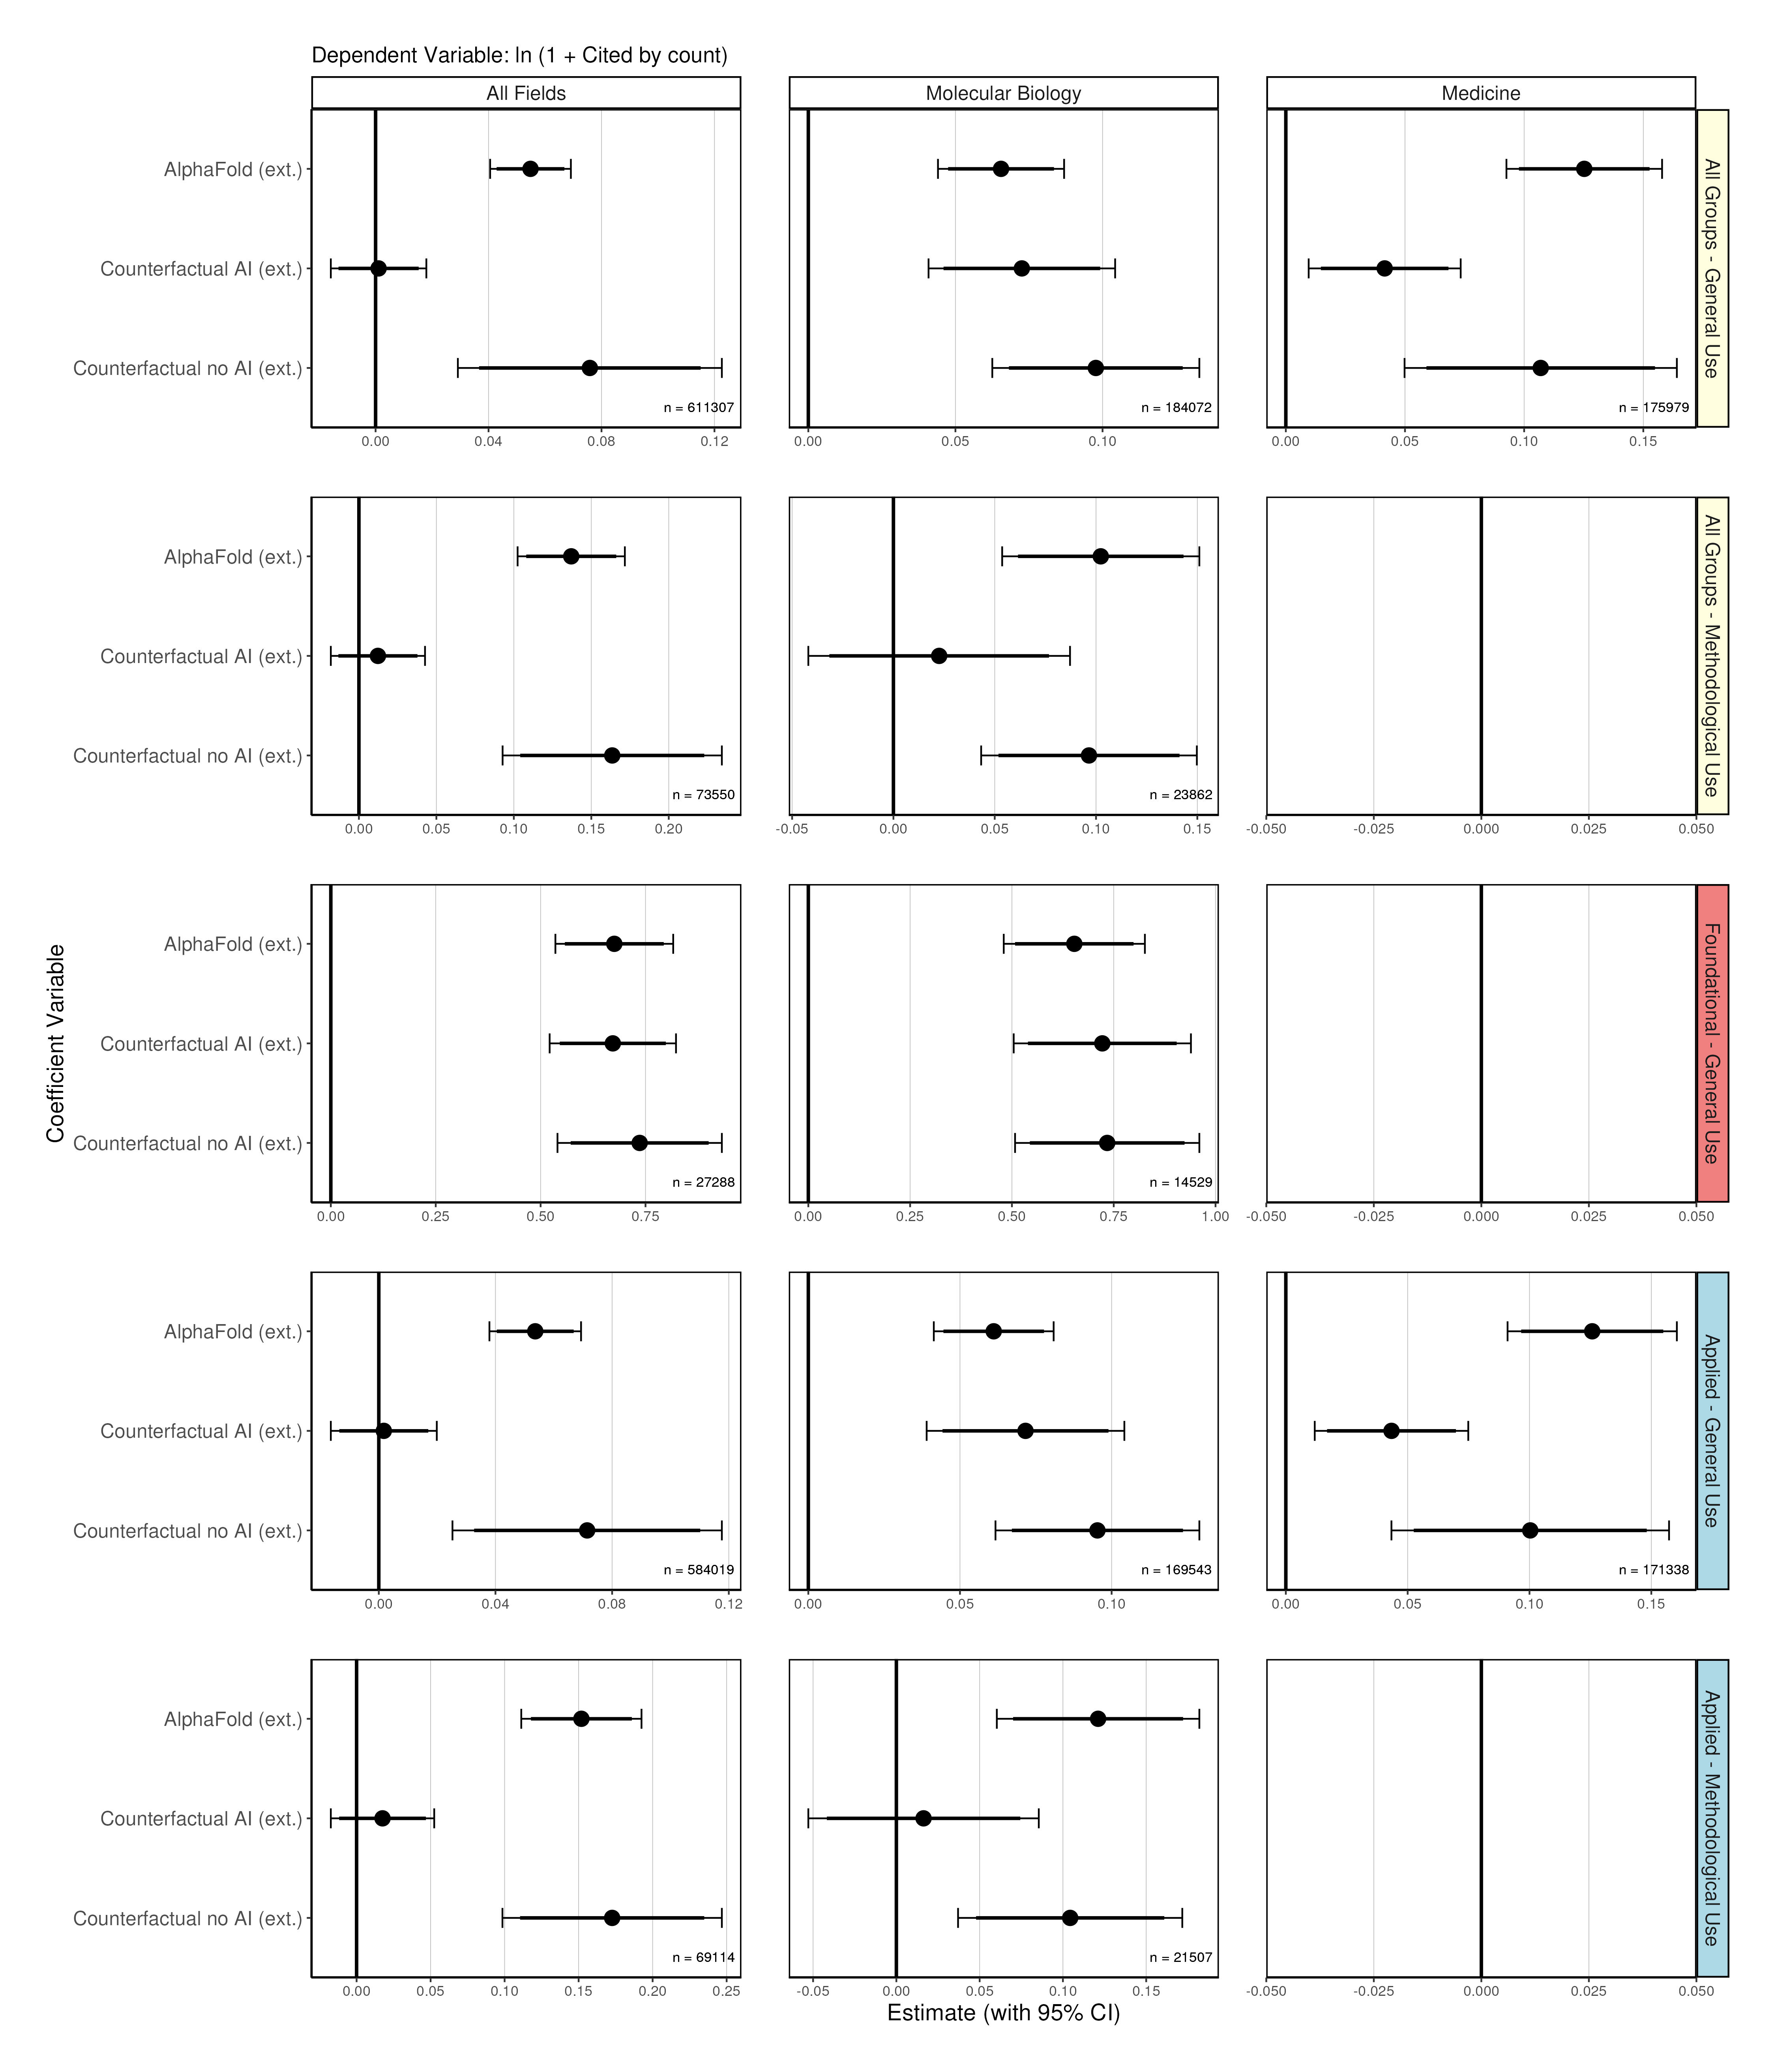 Dependent Variable: ln (1 + Cited by count)
All Fields
Molecular Biology
Medicine
AlphaFold (ext.)
Counterfactual AI (ext.)
Counterfactual no AI (ext.)
n = 611307
n = 184072
n = 175979
0.00 0.04 0.08 0.12
0.00 0.05 0.10
0.00 0.05 0.10 0.15
All Groups - General Use
AlphaFold (ext.)
Counterfactual AI (ext.)
Counterfactual no AI (ext.)
n = 73550
n = 23862
0.00 0.05 0.10 0.15 0.20
-0.05 0.00 0.05 0.10 0.15
-0.050 -0.025 0.000 0.025 0.050
All Groups - Methodological Use
AlphaFold (ext.)
Counterfactual AI (ext.)
Counterfactual no AI (ext.)
n = 27288
n = 14529
0.00 0.25 0.50 0.75
0.00 0.25 0.50 0.75 1.00
-0.050 -0.025 0.000 0.025 0.050
Foundational - General Use
AlphaFold (ext.)
Counterfactual AI (ext.)
Counterfactual no AI (ext.)
n = 584019
n = 169543
n = 171338
0.00 0.04 0.08 0.12
0.00 0.05 0.10
0.00 0.05 0.10 0.15
Applied - General Use
AlphaFold (ext.)
Counterfactual AI (ext.)
Counterfactual no AI (ext.)
n = 69114
n = 21507
0.00 0.05 0.10 0.15 0.20 0.25
-0.05 0.00 0.05 0.10 0.15
-0.050 -0.025 0.000 0.025 0.050
Applied - Methodological Use
Coefficient Variable
Estimate (with 95% CI)